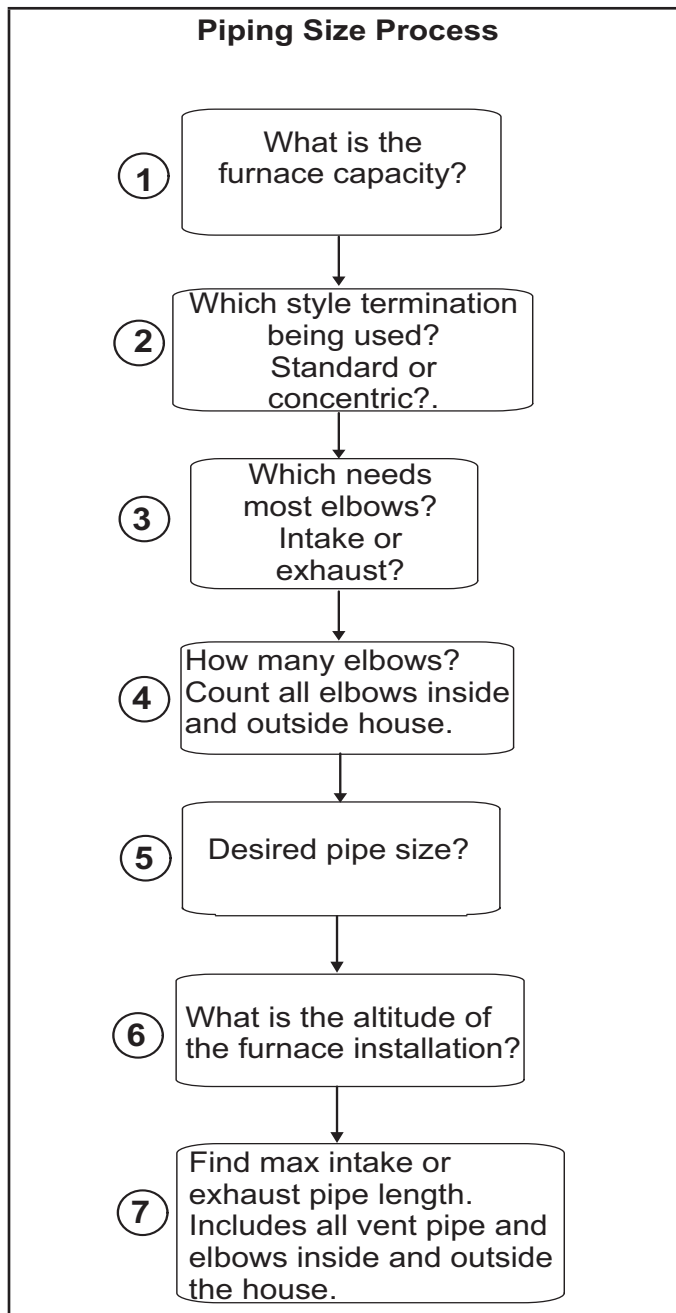 Piping Size Process
1
What is the
furnace capacity?
2
Which style termination
being used?
Standard or
concentric?.
3
Which needs
most elbows?
Intake or
exhaust?
4
How many elbows?
Count all elbows inside
and outside house.
5
Desired pipe size?
6
What is the altitude of
the furnace installation?
7
Find max intake or
exhaust pipe length.
Includes all vent pipe and
elbows inside and outside
the house.